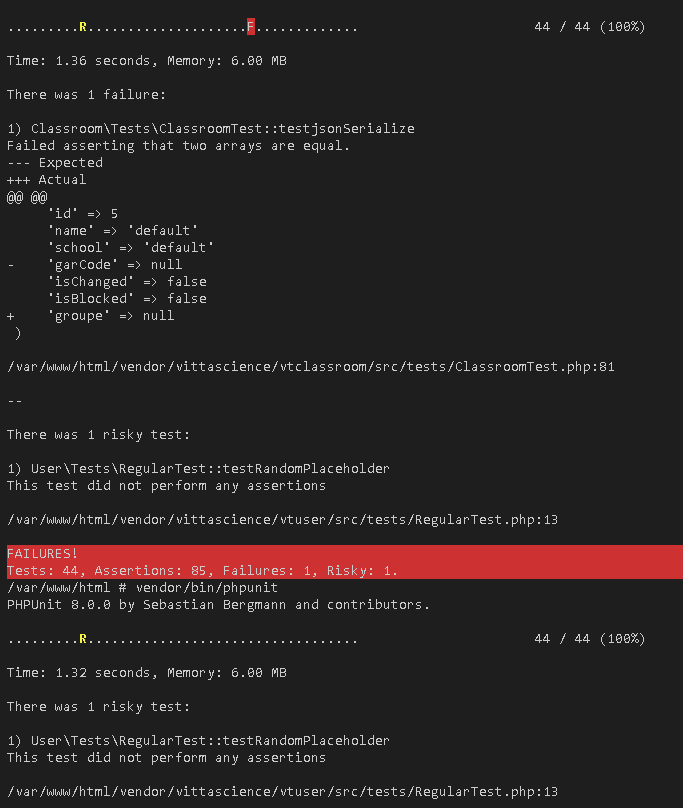 .........R....................F............. 44 / 44 (100%)
Time: 1.36 seconds, Memory: 6.00 MB
There was 1 failure:
1) Classroom\Tests\ClassroomTest::testjsonSerialize
Failed asserting that two arrays are equal.
--- Expected
+++ Actual
@@ @@
     'id' => 5
     'name' => 'default'
     'school' => 'default'
-    'garCode' => null
     'isChanged' => false
     'isBlocked' => false
+    'groupe' => null
 )
/var/www/html/vendor/vittascience/vtclassroom/src/tests/ClassroomTest.php:81
--
There was 1 risky test:
1) User\Tests\RegularTest::testRandomPlaceholder
This test did not perform any assertions
/var/www/html/vendor/vittascience/vtuser/src/tests/RegularTest.php:13
FAILURES!
Tests: 44, Assertions: 85, Failures: 1, Risky: 1.
/var/www/html # vendor/bin/phpunit
PHPUnit 8.0.0 by Sebastian Bergmann and contributors.
.........R.................................. 44 / 44 (100%)
Time: 1.32 seconds, Memory: 6.00 MB
There was 1 risky test:
1) User\Tests\RegularTest::testRandomPlaceholder
This test did not perform any assertions
/var/www/html/vendor/vittascience/vtuser/src/tests/RegularTest.php:13